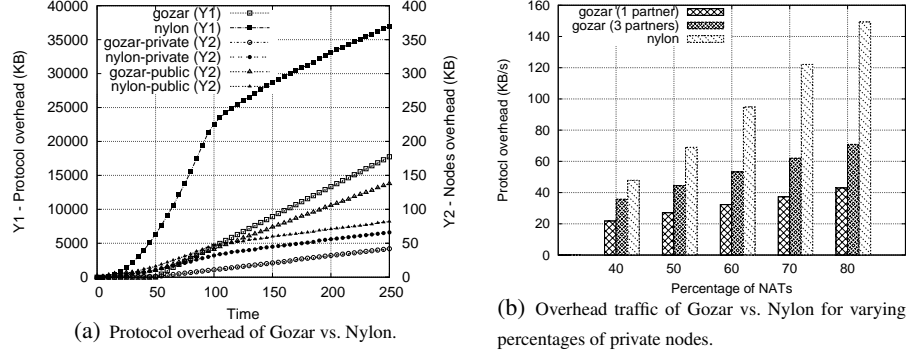 40000
35000
30000
25000
20000
15000
10000
5000
0
Y1 - Protocol overhead (KB)
gozar (Y1)
nylon (Y1)
gozar-private (Y2)
nylon-private (Y2)
gozar-public (Y2)
nylon-public (Y2)
400
350
300
250
200
150
100
50
0
Y2 - Nodes overhead (KB)
0 50 100 150 200 250
Time
(a) Protocol overhead of Gozar vs. Nylon.
160
140
120
100
80
60
40
20
0
Protocl overhead (KB/s)
gozar (1 partner)
gozar (3 partners)
nylon
40 50 60 70 80
Percentage of NATs
(b) Overhead traffic of Gozar vs. Nylon for varying
percentages of private nodes.